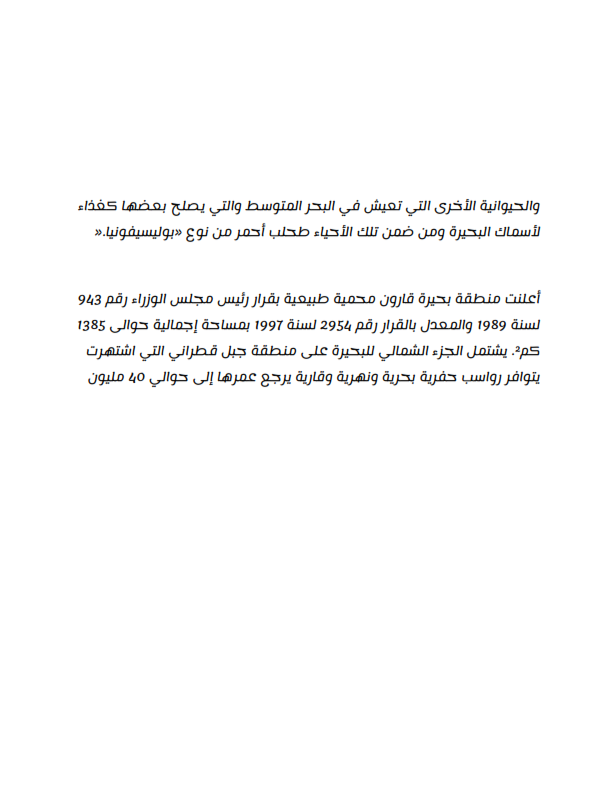 والحيوانية الأخرى التي تعيش في البحر المتوسط والتي يصلح بعضها كغذاء
لأسماك البحيرة ومن ضمن تلك الأحياء طحلب أحمر من نوع «بوليسيفونيا.«
أعلنت منطقة بحيرة قارون محمية طبيعية بقرار رئيس مجلس الوزراء رقم 943
لسنة 1989 والمعدل بالقرار رقم 2954 لسنة 1997 بمساحة إجمالية حوالى 1385
كم². يشتمل الجزء الشمالي للبحيرة على منطقة جبل قطراني التي اشتهرت
يتوافر رواسب حفرية بحرية ونهرية وقارية يرجع عمرها إلى حوالي 40 مليون